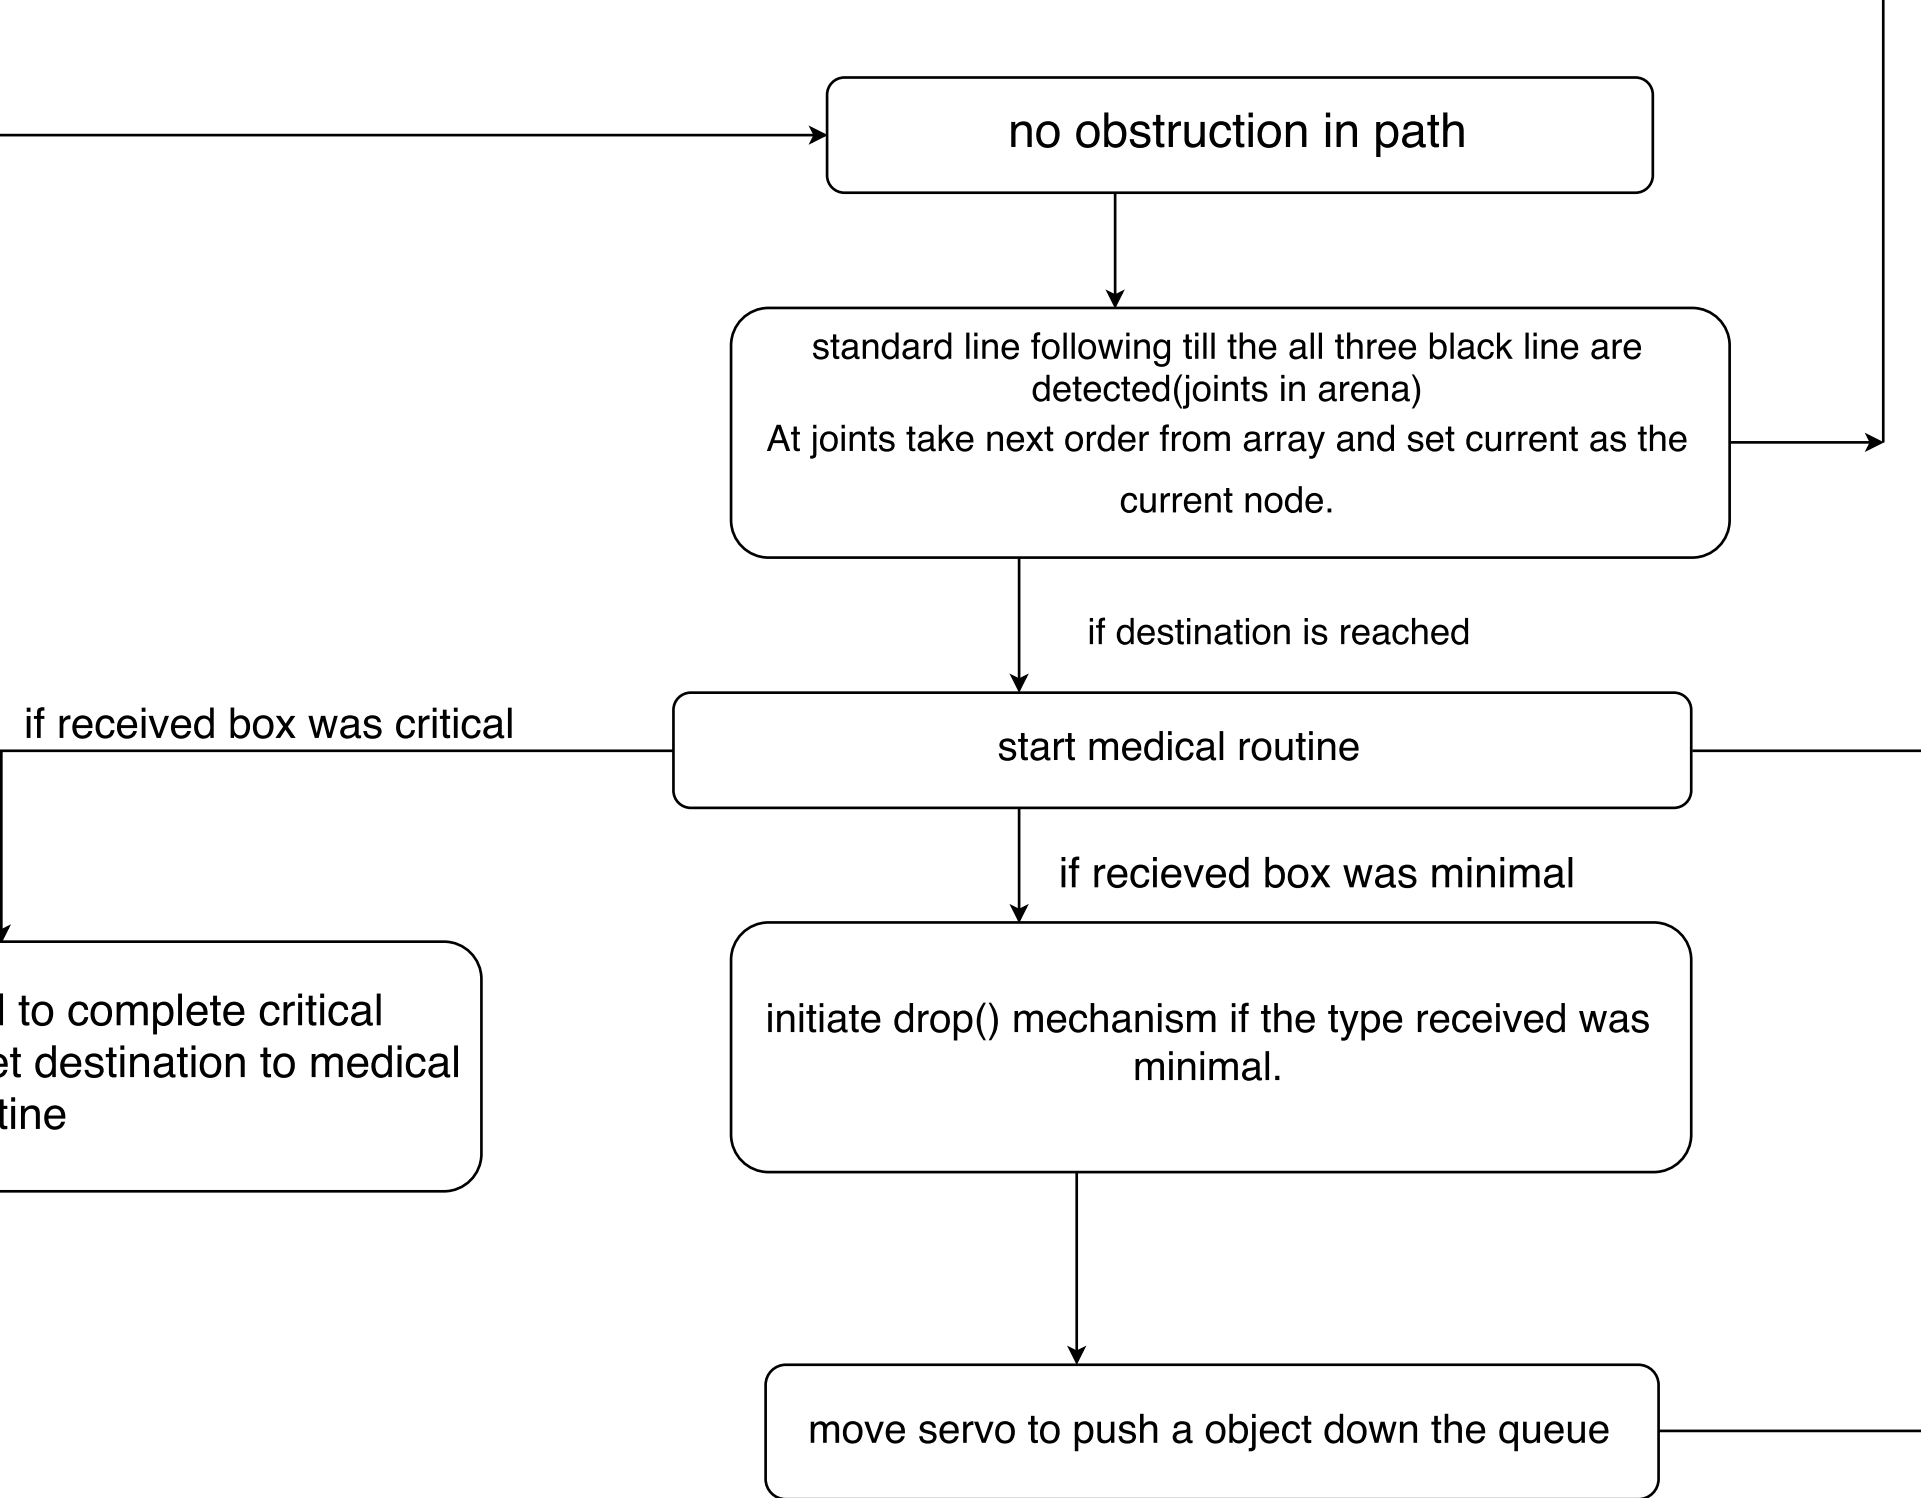 no obstruction in path
standard line following till the all three black line are
detected(joints in arena)
At joints take next order from array and set current as the
current node.
if destination is reached
if received box was critical
start medical routine
if recieved box was minimal
to complete critical
destination to medical
initiate drop() mechanism if the type received was
minimal.
move servo to push a object down the queue